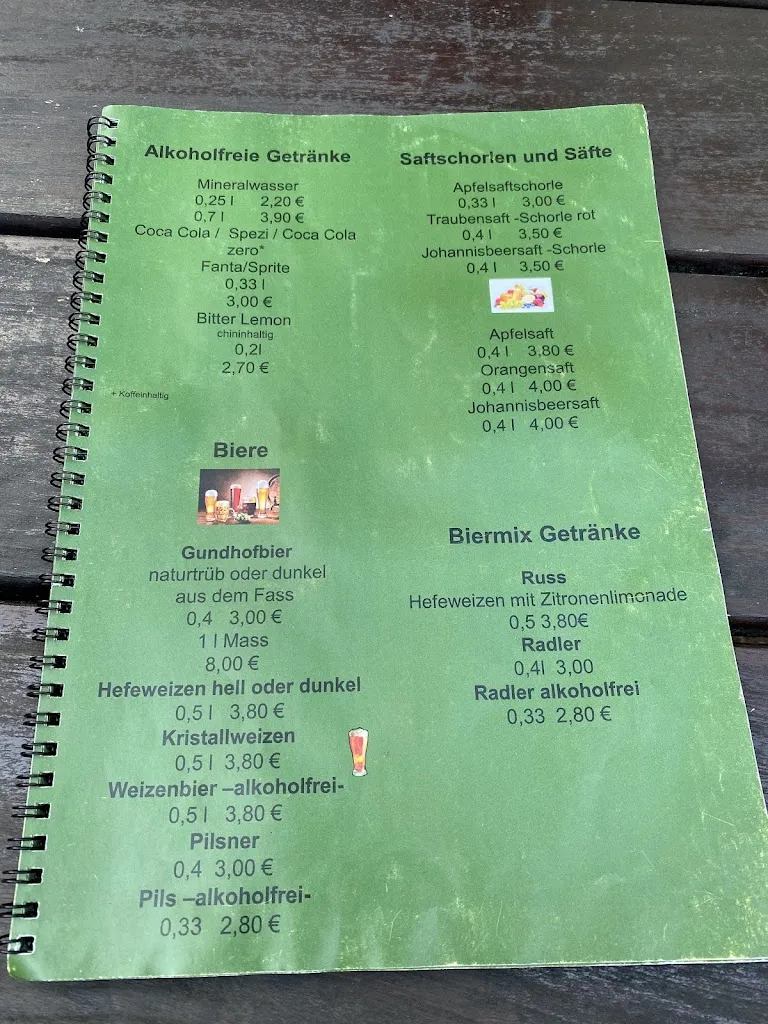 Alkoholfreie Getränke
Mineralwasser
0,25 l 2,20 €
0,7 l 3,90 €
Coca Cola / Spezi / Coca Cola
zero*
Fanta/Sprite
0,33 l
3,00 €
Bitter Lemon
chininhaltig
0,2l
2,70 €
+ Koffeinhaltig
Biere
Gundhofbier
naturtrüb oder dunkel
aus dem Fass
0,4 3,00 €
1 l Mass
8,00 €
Hefeweizen hell oder dunkel
0,5 l 3,80 €
Kristallweizen
0,5 l 3,80 €
Weizenbier –alkoholfrei-
0,5 l 3,80 €
Pilsner
0,4 3,00 €
Pils –alkoholfrei-
0,33 2,80 €
Saftschorlen und Säfte
Apfelsaftschorle
0,33 l 3,00 €
Traubensaft -Schorle rot
0,4 l 3,50 €
Johannisbeersaft -Schorle
0,4 l 3,50 €
Apfelsaft
0,4 l 3,80 €
Orangensaft
0,4 l 4,00 €
Johannisbeersaft
0,4 l 4,00 €
Biermix Getränke
Russ
Hefeweizen mit Zitronenlimonade
0,5 3,80€
Radler
0,4l 3,00
Radler alkoholfrei
0,33 2,80 €